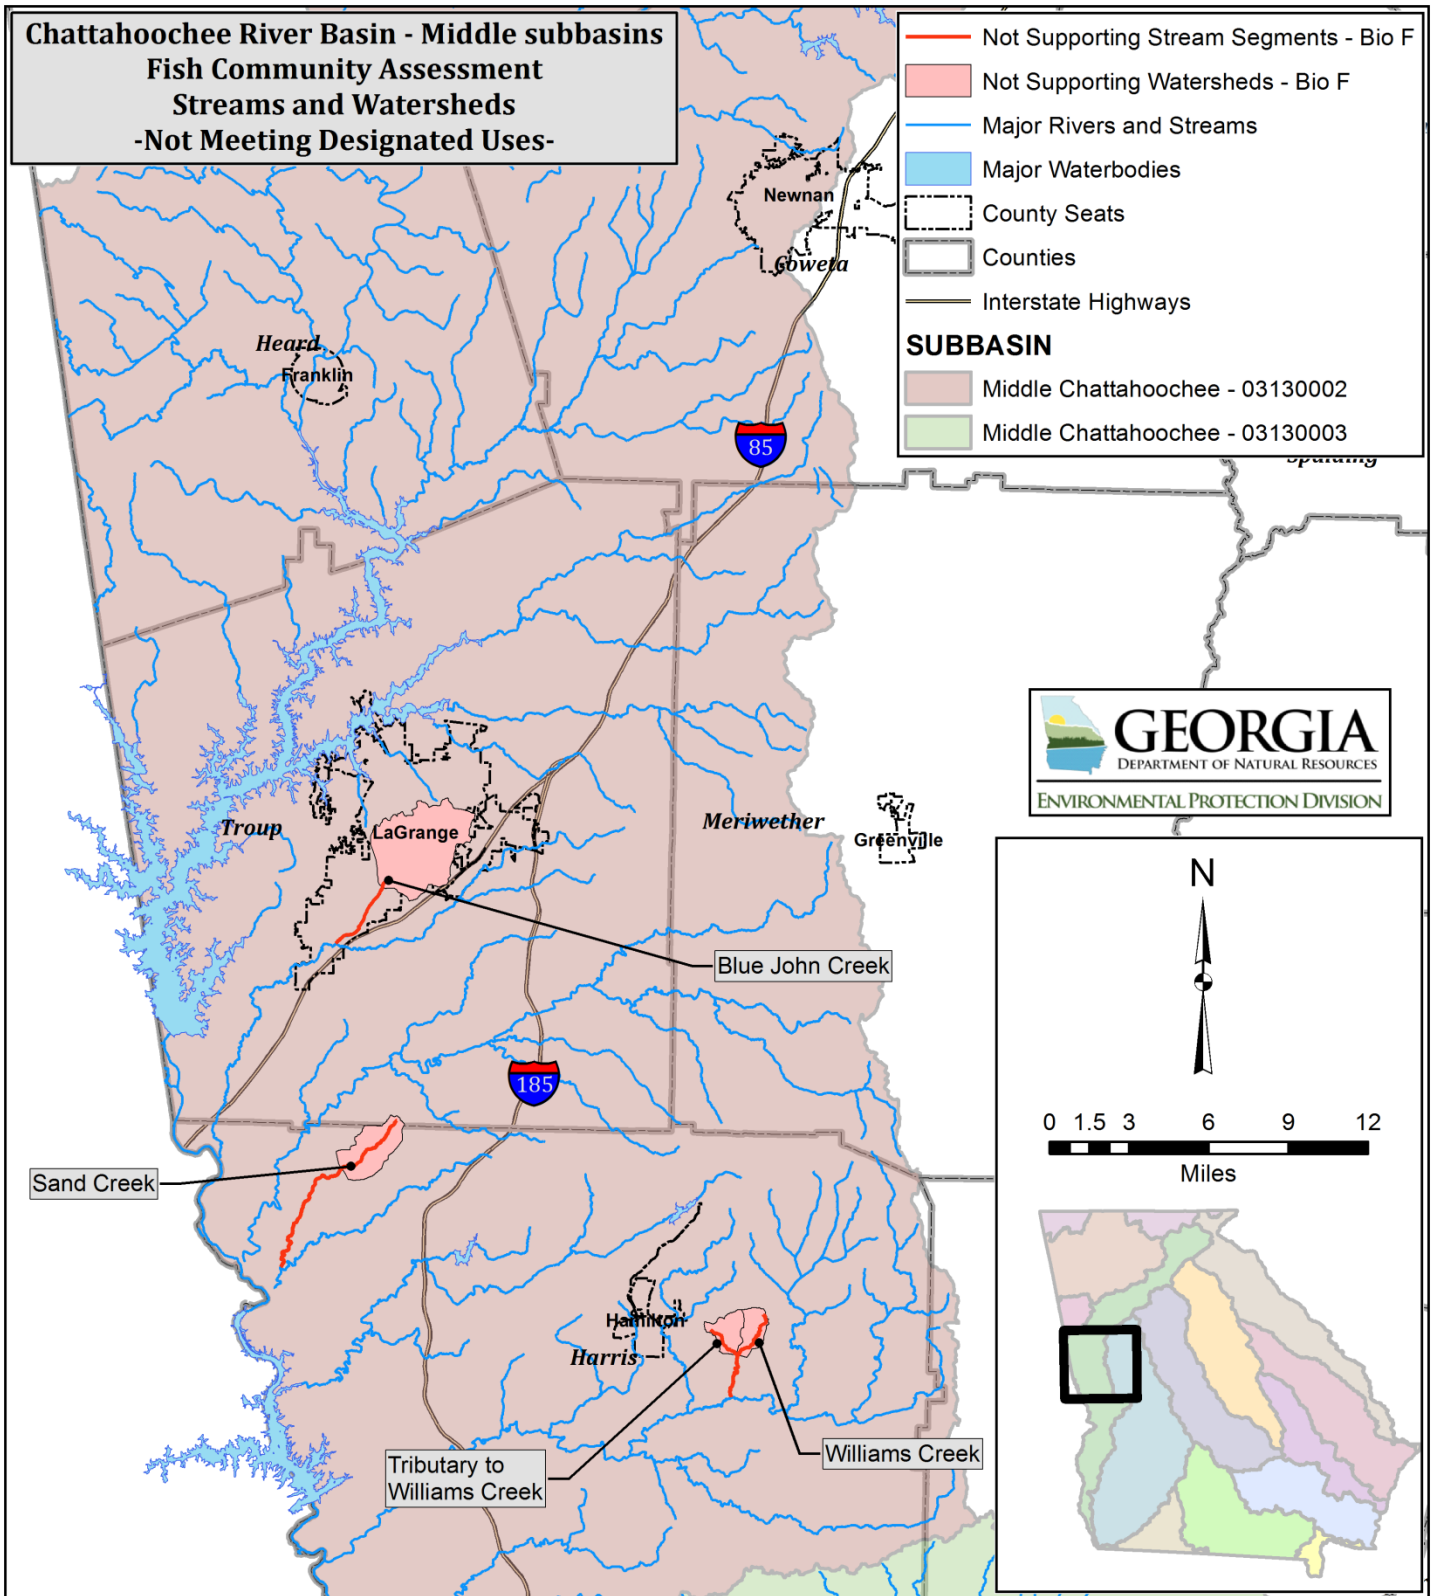 Chattahoochee River Basin - Middle subbasins
Fish Community Assessment
Streams and Watersheds
-Not Meeting Designated Uses-
Not Supporting Stream Segments - Bio F
Not Supporting Watersheds - Bio F
Major Rivers and Streams
Major Waterbodies
County Seats
Counties
Interstate Highways
SUBBASIN
Middle Chattahoochee - 03130002
Middle Chattahoochee - 03130003
Newnan
Coweta
Heard
Franklin
85
Spalding
GEORGIA
DEPARTMENT OF NATURAL RESOURCES
ENVIRONMENTAL PROTECTION DIVISION
Troup
LaGrange
Meriwether
Greenville
Blue John Creek
185
Sand Creek
Hamilton
Harris
Tributary to
Williams Creek
Williams Creek
N
0 1.5 3 6 9 12
Miles